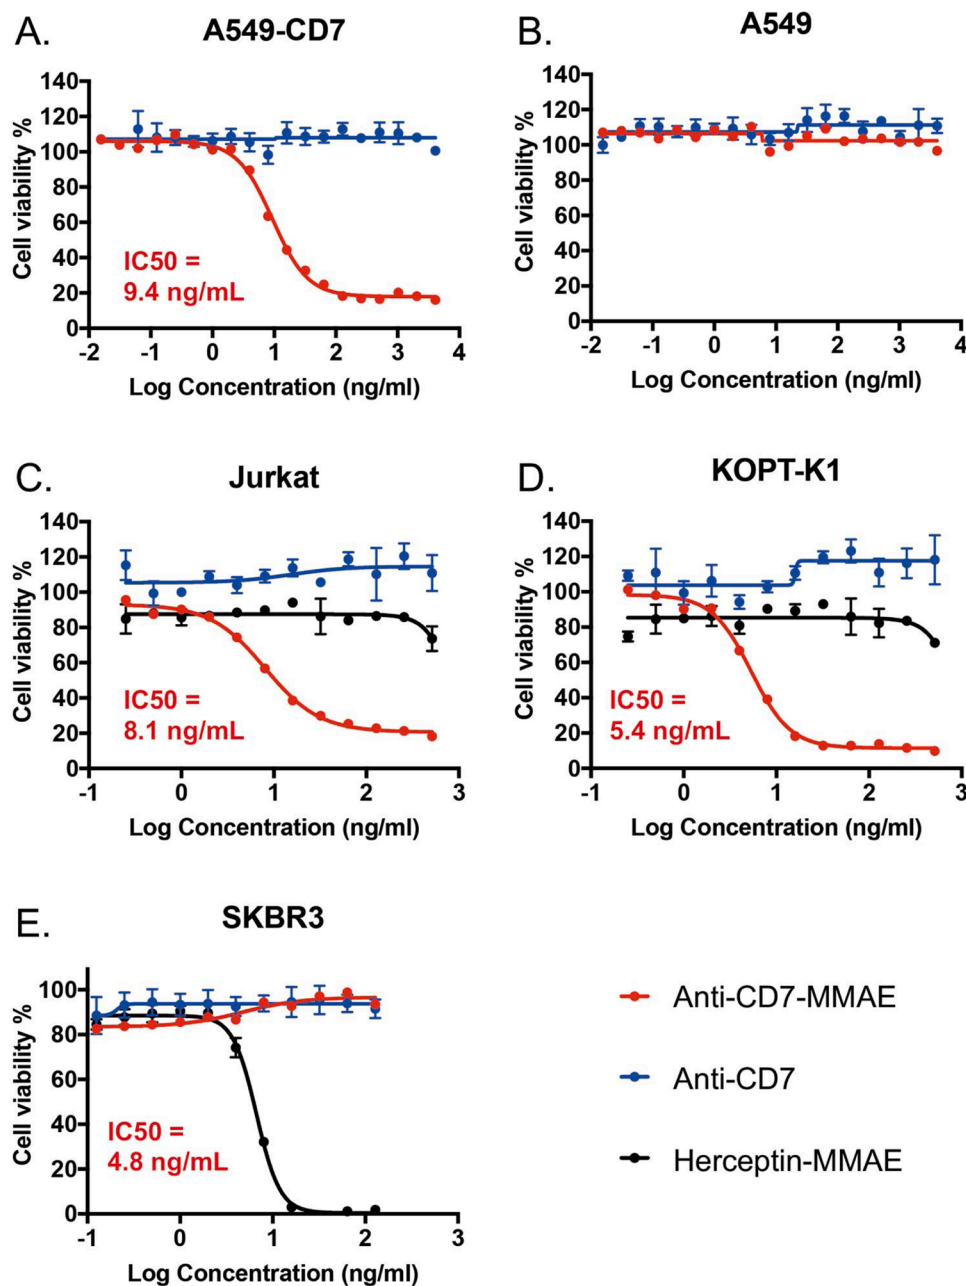 A.
A549-CD7
140
120
100
80
60
40
20
0
Cell viability %
IC50 =
9.4 ng/mL
-2 -1 0 1 2 3 4
Log Concentration (ng/ml)
B.
A549
140
120
100
80
60
40
20
0
Cell viability %
-2 -1 0 1 2 3 4
Log Concentration (ng/ml)
C.
Jurkat
140
120
100
80
60
40
20
0
Cell viability %
IC50 =
8.1 ng/mL
-1 0 1 2 3
Log Concentration (ng/ml)
D.
KOPT-K1
140
120
100
80
60
40
20
0
Cell viability %
IC50 =
5.4 ng/mL
-1 0 1 2 3
Log Concentration (ng/ml)
E.
SKBR3
100
80
60
40
20
0
Cell viability %
IC50 =
4.8 ng/mL
-1 0 1 2 3
Log Concentration (ng/ml)
Anti-CD7-MMAE
Anti-CD7
Herceptin-MMAE